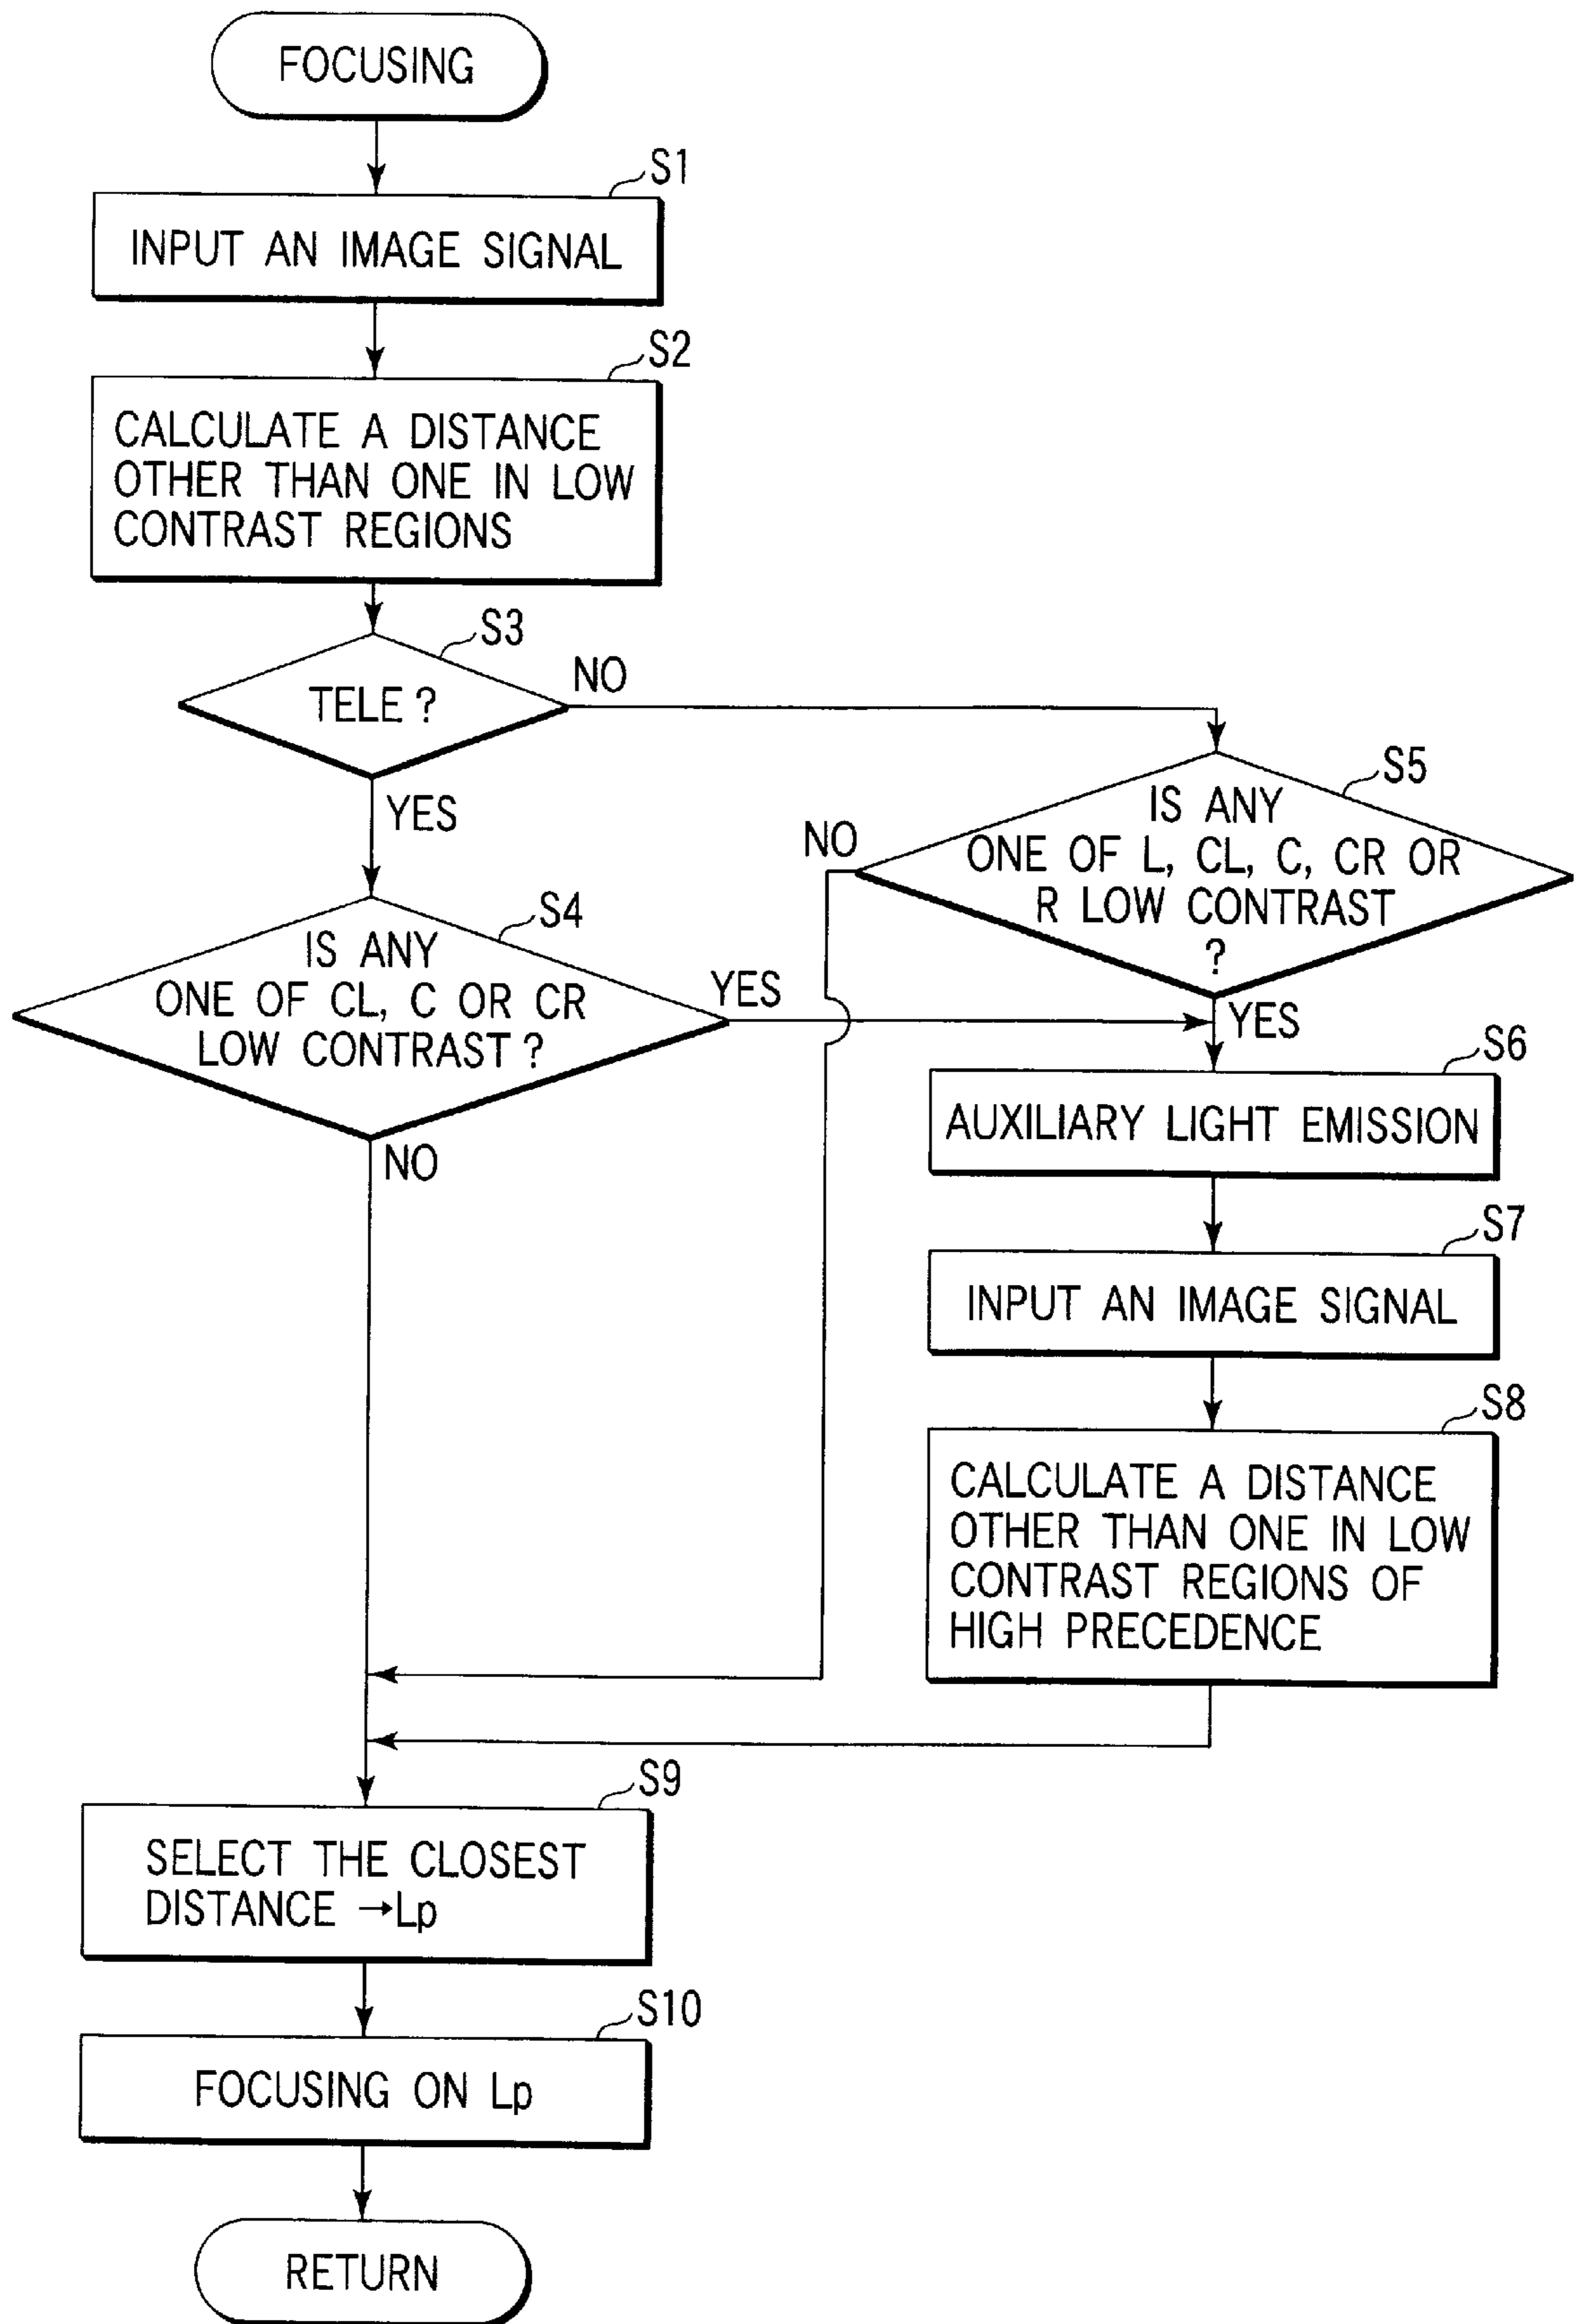 FOCUSING
S1
INPUT AN IMAGE SIGNAL
S2
CALCULATE A DISTANCE
OTHER THAN ONE IN LOW
CONTRAST REGIONS
S3
TELE?
NO
YES
S5
IS ANY
ONE OF L, CL, C, CR OR
R LOW CONTRAST
?
NO
YES
S4
IS ANY
ONE OF CL, C OR CR
LOW CONTRAST?
YES
NO
S6
AUXILIARY LIGHT EMISSION
S7
INPUT AN IMAGE SIGNAL
S8
CALCULATE A DISTANCE
OTHER THAN ONE IN LOW
CONTRAST REGIONS OF
HIGH PRECEDENCE
S9
SELECT THE CLOSEST
DISTANCE →Lp
S10
FOCUSING ON Lp
RETURN